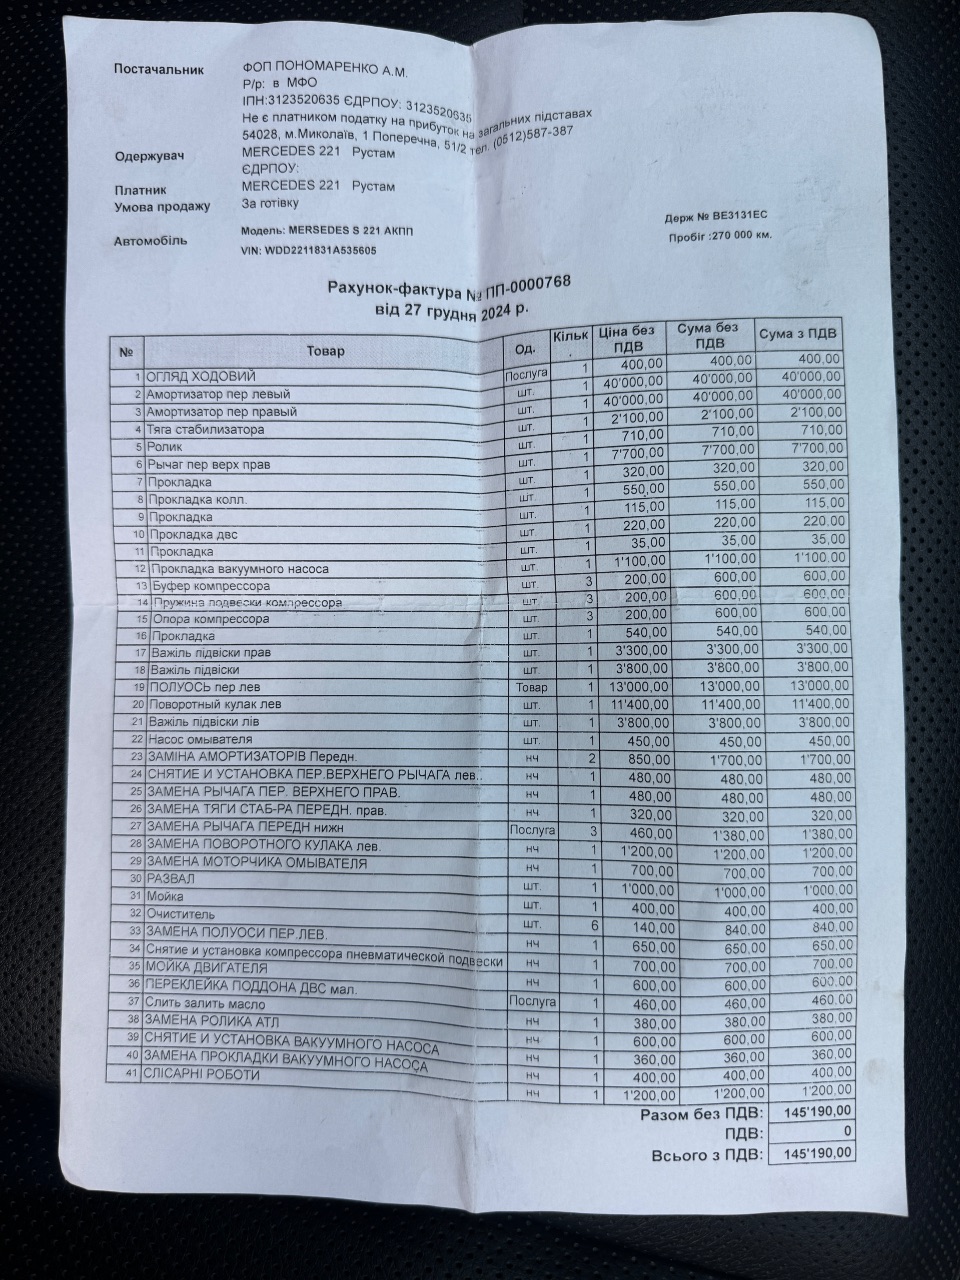 Постачальник ФОП ПОНОМАРЕНКО А.М.
Р/р: в МФО
ІПН:3123520635 ЄДРПОУ: 3123520635
Не є платником податку на прибуток на загальних підставах
54028, м.Миколаїв, 1 Поперечна, 51/2 тел. (0512)587-387
Одержувач MERCEDES 221 Рустам
ЄДРПОУ:
Платник MERCEDES 221 Рустам
Умова продажу За готівку
Держ № BE3131EC
Автомобіль Модель: MERSEDES S 221 АКПП
Пробіг :270 000 км.
VIN: WDD2211831A535605
Рахунок-фактура № ПП-0000768
від 27 грудня 2024 р.
№ Товар Од. Кільк Ціна без ПДВ Сума без ПДВ Сума з ПДВ
1 ОГЛЯД ХОДОВИЙ Послуга 1 400,00 400,00 400,00
2 Амортизатор пер левый шт. 1 40'000,00 40'000,00 40'000,00
3 Амортизатор пер правый шт. 1 40'000,00 40'000,00 40'000,00
4 Тяга стабилизатора шт. 1 2'100,00 2'100,00 2'100,00
5 Ролик шт. 1 710,00 710,00 710,00
6 Рычаг пер верх прав шт. 1 7'700,00 7'700,00 7'700,00
7 Прокладка шт. 1 320,00 320,00 320,00
8 Прокладка колл. шт. 1 550,00 550,00 550,00
9 Прокладка шт. 1 115,00 115,00 115,00
10 Прокладка двс шт. 1 220,00 220,00 220,00
11 Прокладка шт. 1 35,00 35,00 35,00
12 Прокладка вакуумного насоса шт. 1 1'100,00 1'100,00 1'100,00
13 Буфер компрессора шт. 3 200,00 600,00 600,00
14 Пружина подвески компрессора шт. 3 200,00 600,00 600,00
15 Опора компрессора шт. 3 200,00 600,00 600,00
16 Прокладка шт. 1 540,00 540,00 540,00
17 Важіль підвіски прав шт. 1 3'300,00 3'300,00 3'300,00
18 Важіль підвіски шт. 1 3'800,00 3'800,00 3'800,00
19 ПОЛУОСЬ пер лев Товар 1 13'000,00 13'000,00 13'000,00
20 Поворотный кулак лев шт. 1 11'400,00 11'400,00 11'400,00
21 Важіль підвіски лів шт. 1 3'800,00 3'800,00 3'800,00
22 Насос омывателя шт. 1 450,00 450,00 450,00
23 ЗАМІНА АМОРТИЗАТОРІВ Передн. нч 2 850,00 1'700,00 1'700,00
24 СНЯТИЕ И УСТАНОВКА ПЕР.ВЕРХНЕГО РЫЧАГА лев.. нч 1 480,00 480,00 480,00
25 ЗАМЕНА РЫЧАГА ПЕР. ВЕРХНЕГО ПРАВ. нч 1 480,00 480,00 480,00
26 ЗАМЕНА ТЯГИ СТАБ-РА ПЕРЕДН. прав. нч 1 320,00 320,00 320,00
27 ЗАМЕНА РЫЧАГА ПЕРЕДН нижн Послуга 3 460,00 1'380,00 1'380,00
28 ЗАМЕНА ПОВОРОТНОГО КУЛАКА лев. нч 1 1'200,00 1'200,00 1'200,00
29 ЗАМЕНА МОТОРЧИКА ОМЫВАТЕЛЯ нч 1 700,00 700,00 700,00
30 РАЗВАЛ шт. 1 1'000,00 1'000,00 1'000,00
31 Мойка шт. 1 400,00 400,00 400,00
32 Очиститель шт. 6 140,00 840,00 840,00
33 ЗАМЕНА ПОЛУОСИ ПЕР.ЛЕВ. нч 1 650,00 650,00 650,00
34 Снятие и установка компрессора пневматической подвески нч 1 700,00 700,00 700,00
35 МОЙКА ДВИГАТЕЛЯ нч 1 600,00 600,00 600,00
36 ПЕРЕКЛЕЙКА ПОДДОНА ДВС мал. Послуга 1 460,00 460,00 460,00
37 Слить залить масло нч 1 380,00 380,00 380,00
38 ЗАМЕНА РОЛИКА АТЛ нч 1 600,00 600,00 600,00
39 СНЯТИЕ И УСТАНОВКА ВАКУУМНОГО НАСОСА нч 1 360,00 360,00 360,00
40 ЗАМЕНА ПРОКЛАДКИ ВАКУУМНОГО НАСОСА нч 1 400,00 400,00 400,00
41 СЛІСАРНІ РОБОТИ нч 1 1'200,00 1'200,00 1'200,00
Разом без ПДВ: 145'190,00
ПДВ: 0
Всього з ПДВ: 145'190,00